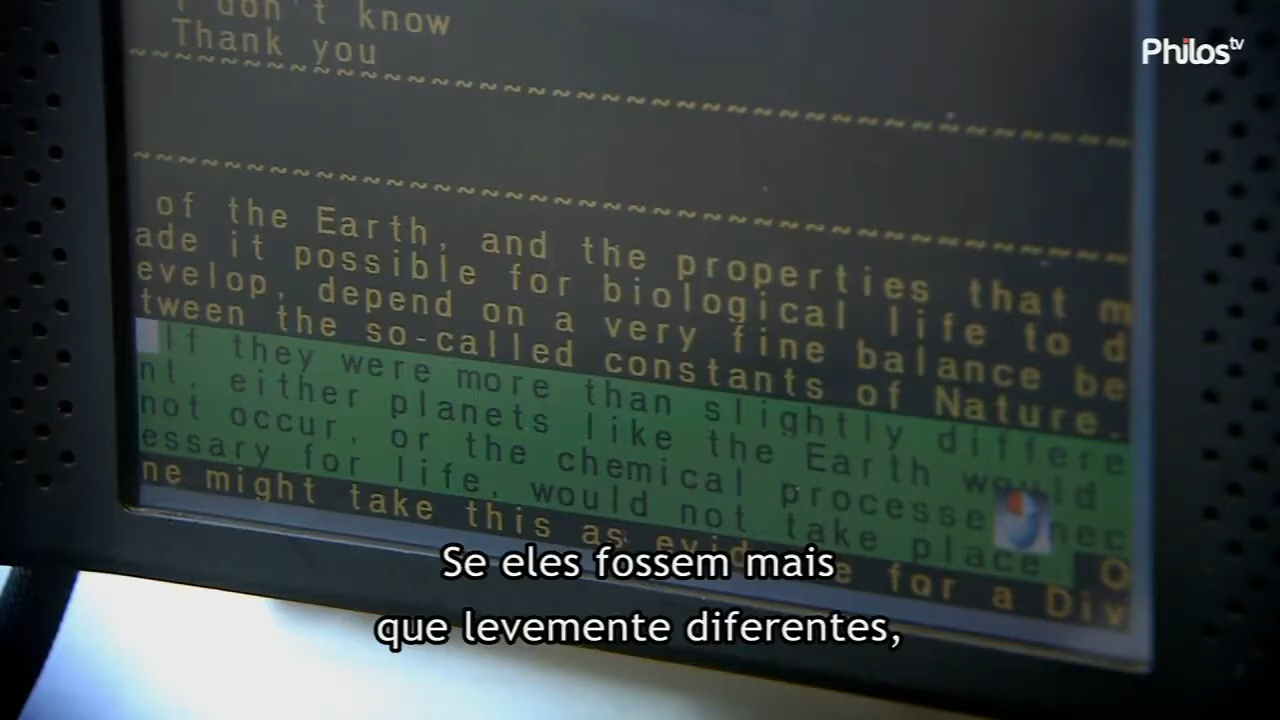 I don't know
Thank you
Philos tv
~~~~~~~~~~~~~~~~~~~~~~~~~~~~~~~~~~~~~~~~
~~~~~~~~~~~~~~~~~~~~~~~~~~~~~~~~~~~~~~~~
of the Earth, and the properties that m
ade it possible for biological life to d
evelop, depend on a very fine balance be
tween the so-called constants of Nature.
If they were more than slightly differe
nt, either planets like the Earth would
not occur, or the chemical processe nec
essary for life, would not take place O
ne might take this as evide e for a Div
Se eles fossem mais
que levemente diferentes,